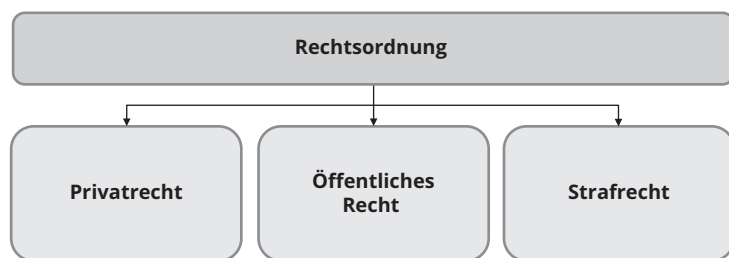 Rechtsordnung
Privatrecht
Öffentliches
Recht
Strafrecht